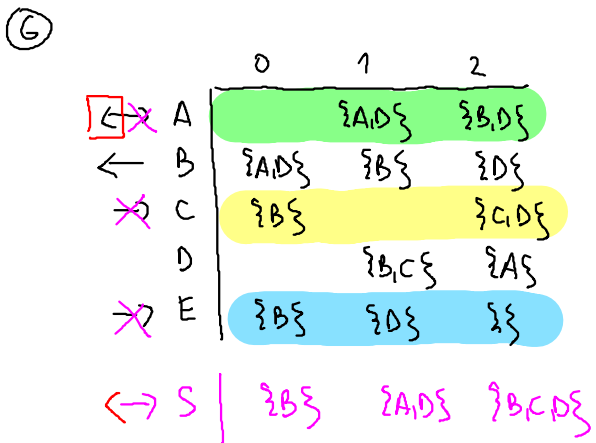 G
0 1 2
↔ A {A,D} {B,D}
← B {A,D} {B} {D}
→ C {B} {C,D}
D {B,C} {A}
→ E {B} {D} {}
↔ S {B} {A,D} {B,C,D}